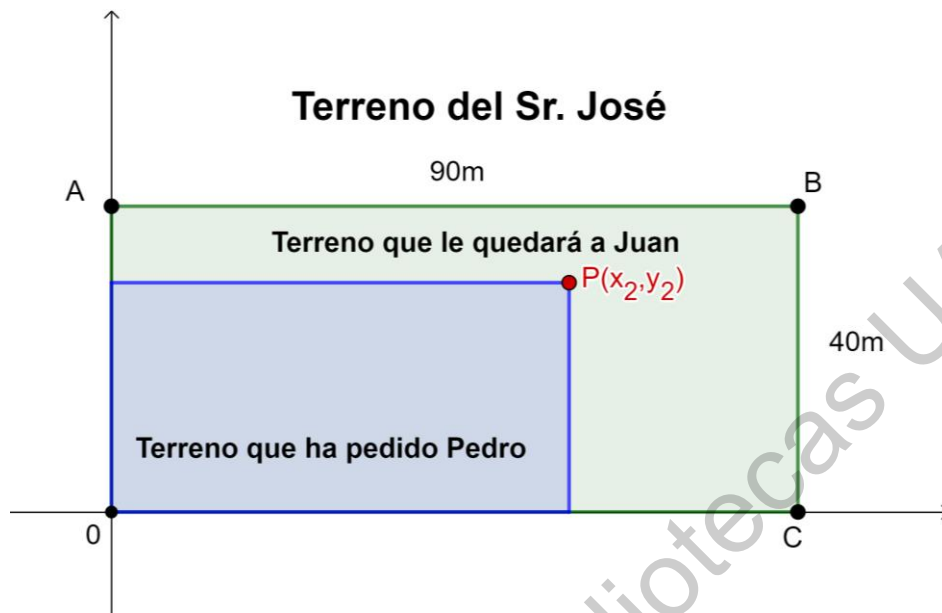 Terreno del Sr. José
90m
A
B
Terreno que le quedará a Juan
P(x₂,y₂)
40m
Terreno que ha pedido Pedro
0
C